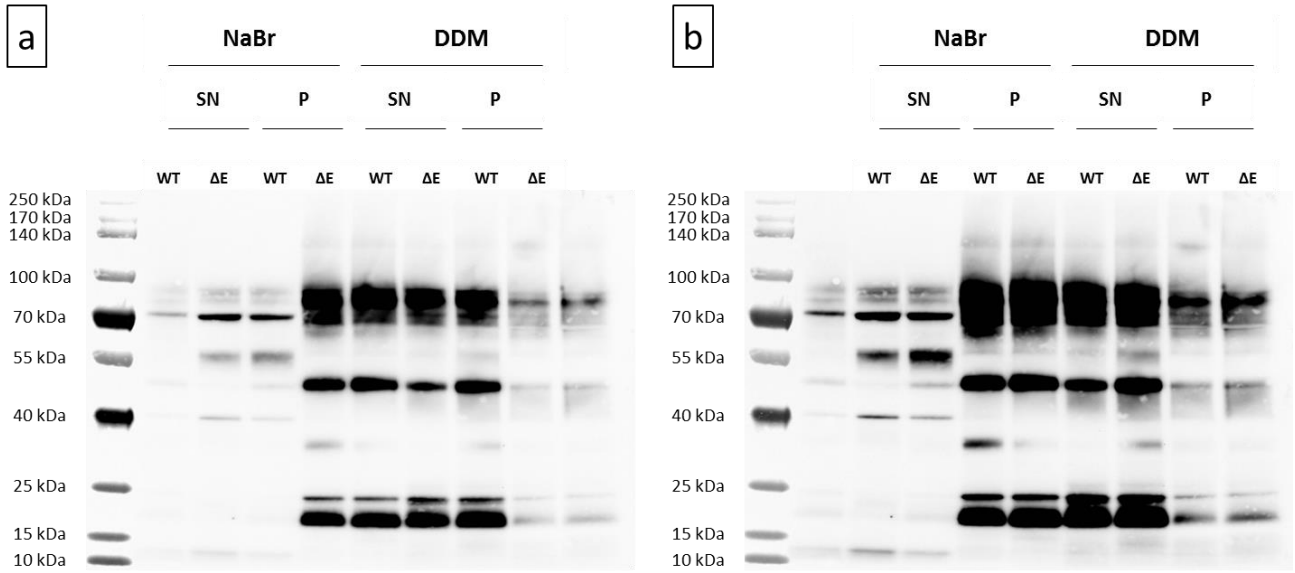 a
NaBr DDM
SN P SN P
WT ΔE WT ΔE WT ΔE WT ΔE
250 kDa
170 kDa
140 kDa
100 kDa
70 kDa
55 kDa
40 kDa
25 kDa
15 kDa
10 kDa
b
NaBr DDM
SN P SN P
WT ΔE WT ΔE WT ΔE WT ΔE
250 kDa
170 kDa
140 kDa
100 kDa
70 kDa
55 kDa
40 kDa
25 kDa
15 kDa
10 kDa